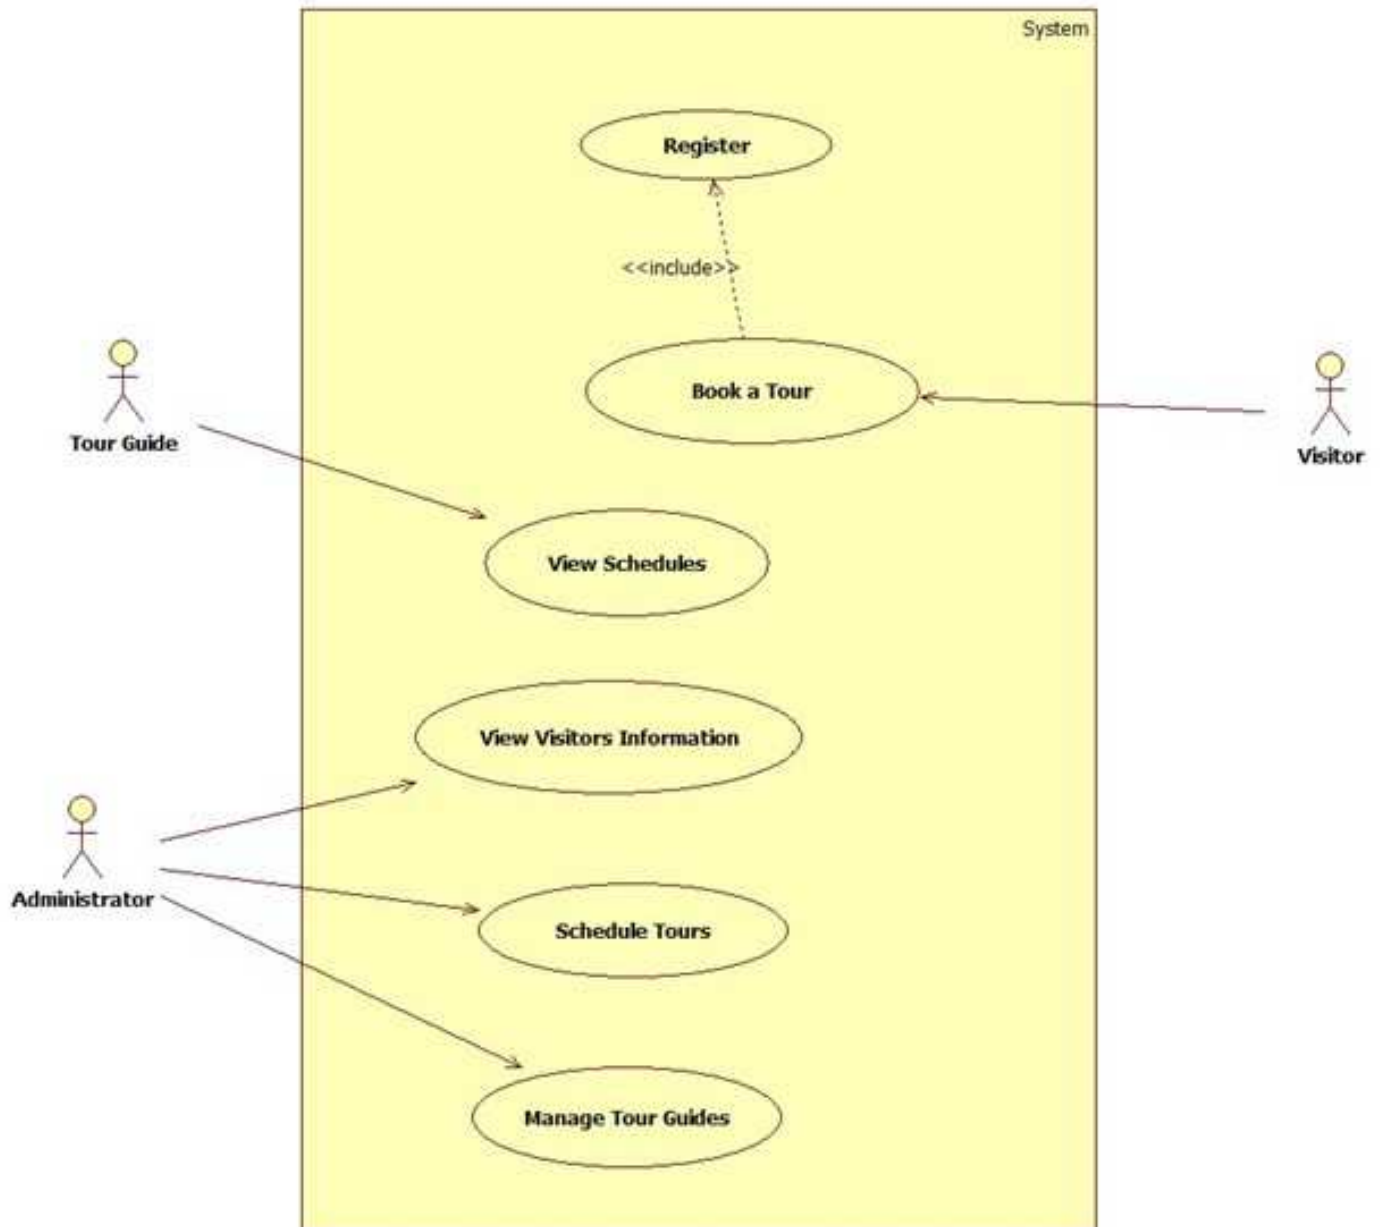 System
Register
<<include>>
Book a Tour
Tour Guide
Visitor
View Schedules
View Visitors Information
Administrator
Schedule Tours
Manage Tour Guides